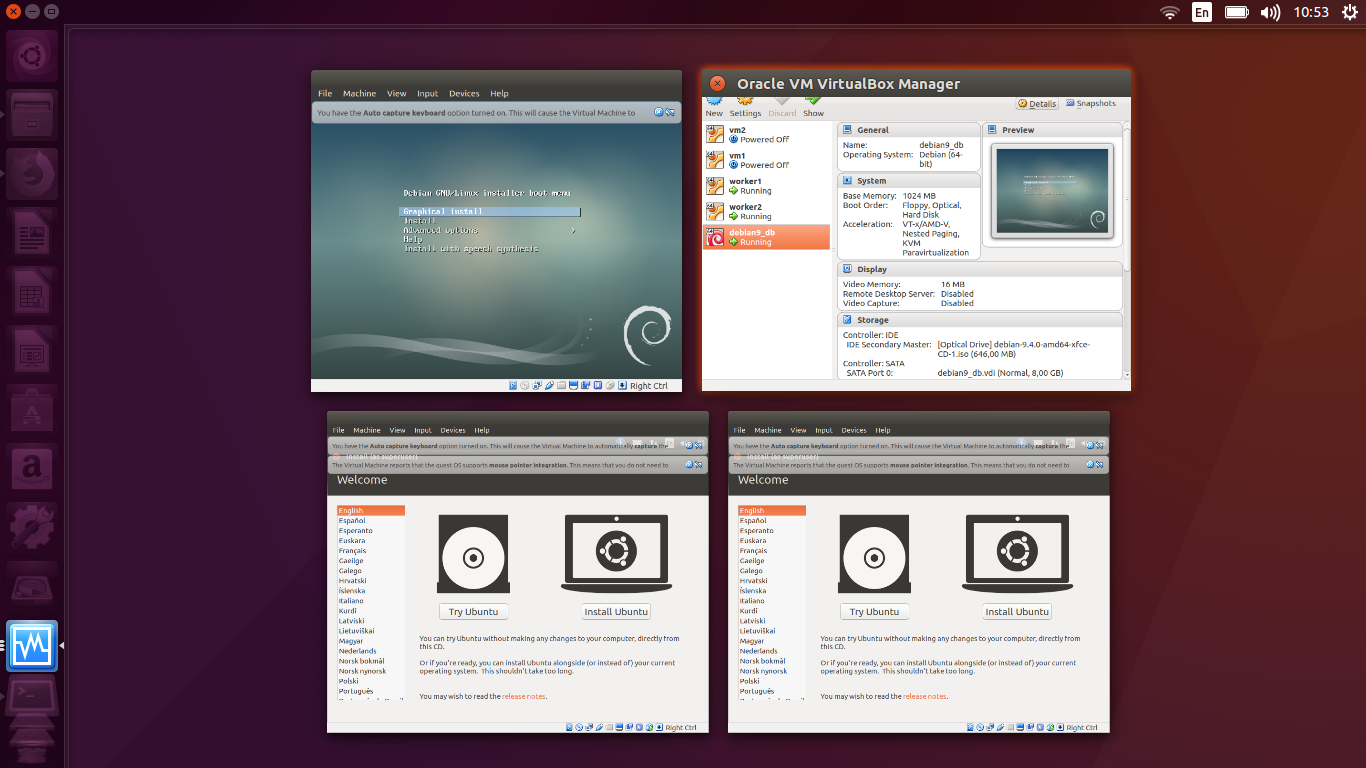 En 10:53
File Machine View Input Devices Help
You have the Auto capture keyboard option turned on. This will cause the Virtual Machine to
Debian GNU/Linux installer boot menu
Graphical install
Install
Advanced options >
Help
Install with speech synthesis
Right Ctrl
Oracle VM VirtualBox Manager
New Settings Discard Show
Details Snapshots
vm2
Powered Off
vm1
Powered Off
worker1
Running
worker2
Running
debian9_db
Running
General
Name: debian9_db
Operating System: Debian (64-
bit)
System
Base Memory: 1024 MB
Boot Order: Floppy, Optical,
Hard Disk
Acceleration: VT-x/AMD-V,
Nested Paging,
KVM
Paravirtualization
Preview
Display
Video Memory: 16 MB
Remote Desktop Server: Disabled
Video Capture: Disabled
Storage
Controller: IDE
IDE Secondary Master: [Optical Drive] debian-9.4.0-amd64-xfce-
CD-1.iso (646,00 MB)
Controller: SATA
SATA Port 0: debian9_db.vdi (Normal, 8,00 GB)
File Machine View Input Devices Help
You have the Auto capture keyboard option turned on. This will cause the Virtual Machine to automatically capture the
Install (as superuser)
The Virtual Machine reports that the guest OS supports mouse pointer integration. This means that you do not need to
Welcome
English
Español
Esperanto
Euskara
Français
Gaeilge
Galego
Hrvatski
Íslenska
Italiano
Kurdî
Latviski
Lietuviškai
Magyar
Nederlands
Norsk bokmål
Norsk nynorsk
Polski
Português
Try Ubuntu
Install Ubuntu
You can try Ubuntu without making any changes to your computer, directly from
this CD.
Or if you're ready, you can install Ubuntu alongside (or instead of) your current
operating system. This shouldn't take too long.
You may wish to read the release notes.
Right Ctrl
File Machine View Input Devices Help
You have the Auto capture keyboard option turned on. This will cause the Virtual Machine to automatically capture the
Install (as superuser)
The Virtual Machine reports that the guest OS supports mouse pointer integration. This means that you do not need to
Welcome
English
Español
Esperanto
Euskara
Français
Gaeilge
Galego
Hrvatski
Íslenska
Italiano
Kurdî
Latviski
Lietuviškai
Magyar
Nederlands
Norsk bokmål
Norsk nynorsk
Polski
Português
Try Ubuntu
Install Ubuntu
You can try Ubuntu without making any changes to your computer, directly from
this CD.
Or if you're ready, you can install Ubuntu alongside (or instead of) your current
operating system. This shouldn't take too long.
You may wish to read the release notes.
Right Ctrl